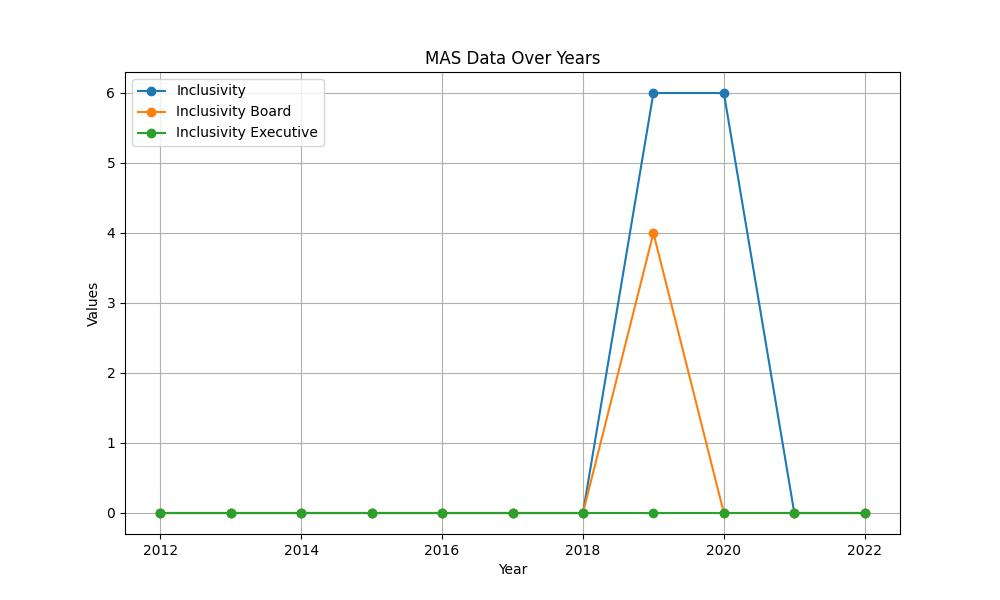 MAS Data Over Years
Inclusivity
Inclusivity Board
Inclusivity Executive
Values
6
5
4
3
2
1
0
2012 2014 2016 2018 2020 2022
Year